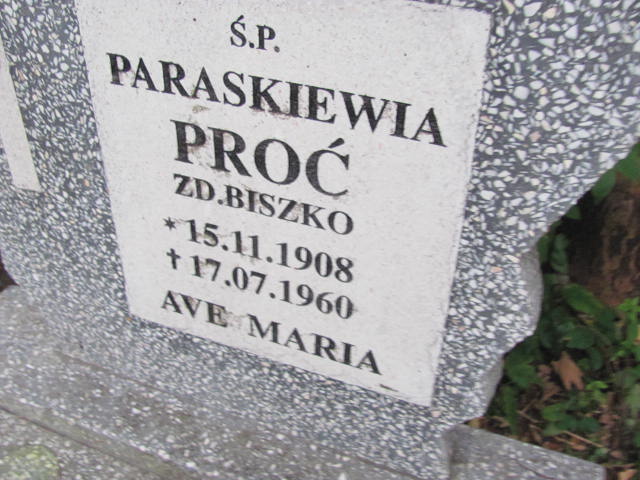 Ś.P.
PARASKIEWIA
PROĆ
ZD.BISZKO
* 15.11.1908
† 17.07.1960
AVE MARIA